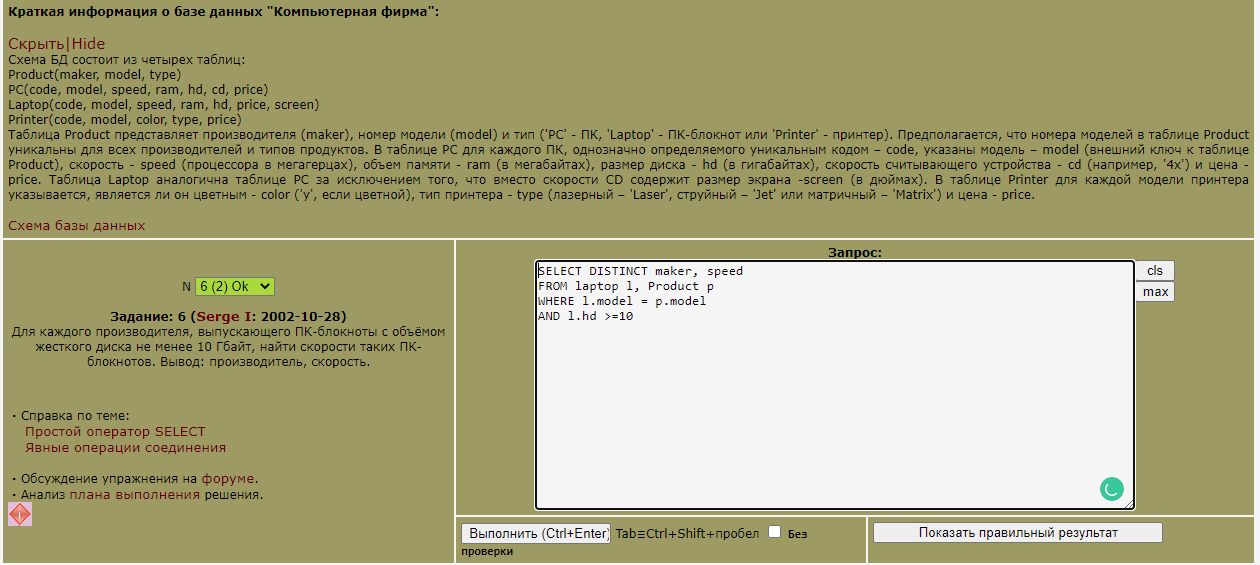 Краткая информация о базе данных "Компьютерная фирма":
Скрыть|Hide
Схема БД состоит из четырех таблиц:
Product(maker, model, type)
PC(code, model, speed, ram, hd, cd, price)
Laptop(code, model, speed, ram, hd, price, screen)
Printer(code, model, color, type, price)
Таблица Product представляет производителя (maker), номер модели (model) и тип ('PC' - ПК, 'Laptop' - ПК-блокнот или 'Printer' - принтер). Предполагается, что номера моделей в таблице Product
уникальны для всех производителей и типов продуктов. В таблице PC для каждого ПК, однозначно определяемого уникальным кодом – code, указаны модель – model (внешний ключ к таблице
Product), скорость - speed (процессора в мегагерцах), объем памяти - ram (в мегабайтах), размер диска - hd (в гигабайтах), скорость считывающего устройства - cd (например, '4x') и цена -
price. Таблица Laptop аналогична таблице РС за исключением того, что вместо скорости CD содержит размер экрана -screen (в дюймах). В таблице Printer для каждой модели принтера
указывается, является ли он цветным - color ('y', если цветной), тип принтера - type (лазерный – 'Laser', струйный – 'Jet' или матричный – 'Matrix') и цена - price.
Схема базы данных
N 6 (2) Ok
Задание: 6 (Serge I: 2002-10-28)
Для каждого производителя, выпускающего ПК-блокноты c объёмом
жесткого диска не менее 10 Гбайт, найти скорости таких ПК-
блокнотов. Вывод: производитель, скорость.
· Справка по теме:
Простой оператор SELECT
Явные операции соединения
· Обсуждение упражнения на форуме.
· Анализ плана выполнения решения.
Запрос:
SELECT DISTINCT maker, speed
FROM laptop l, Product p
WHERE l.model = p.model
AND l.hd >=10
cls
max
Выполнить (Ctrl+Enter) Tab≡Ctrl+Shift+пробел Без
проверки
Показать правильный результат